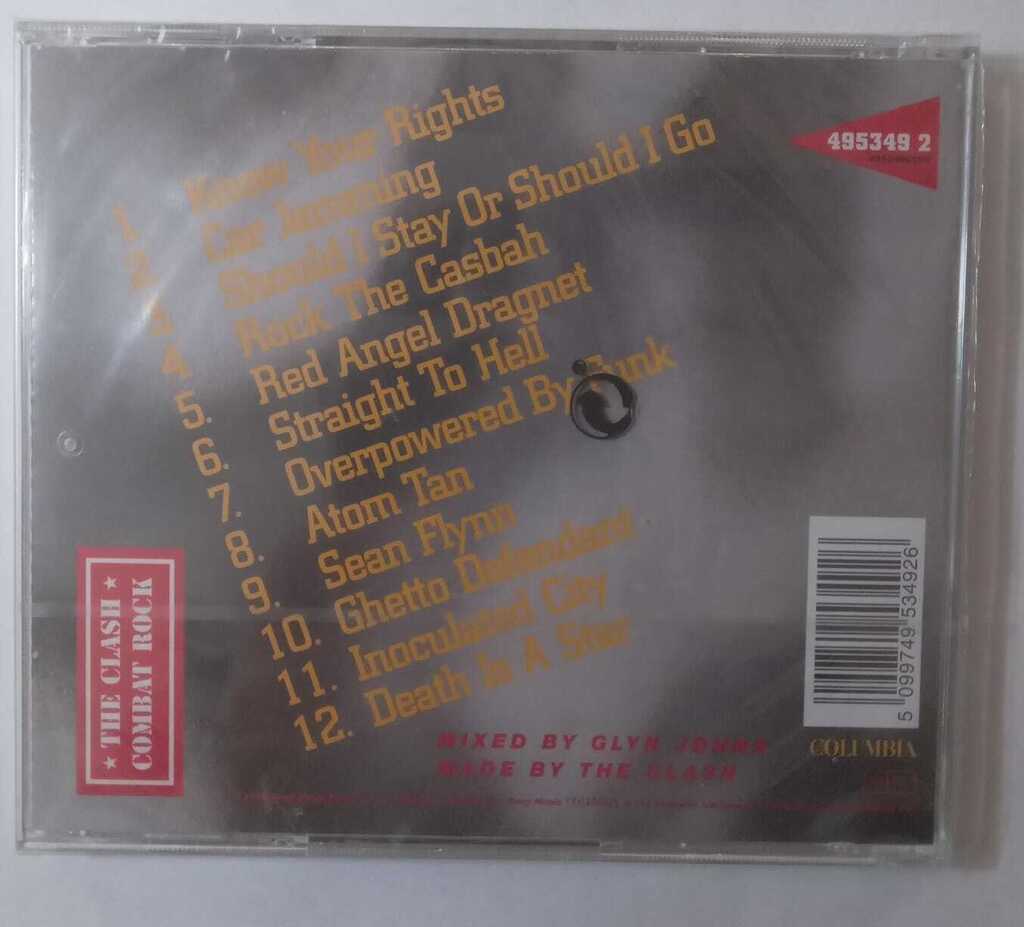 1. Know Your Rights
2. Car Jamming
3. Should I Stay Or Should I Go
4. Rock The Casbah
5. Red Angel Dragnet
6. Straight To Hell
7. Overpowered By Funk
8. Atom Tan
9. Sean Flynn
10. Ghetto Defendant
11. Inoculated City
12. Death Is A Star
495349 2
THE CLASH
COMBAT ROCK
5 099749 534926
MIXED BY GLYN JOHNS
MADE BY THE CLASH
COLUMBIA